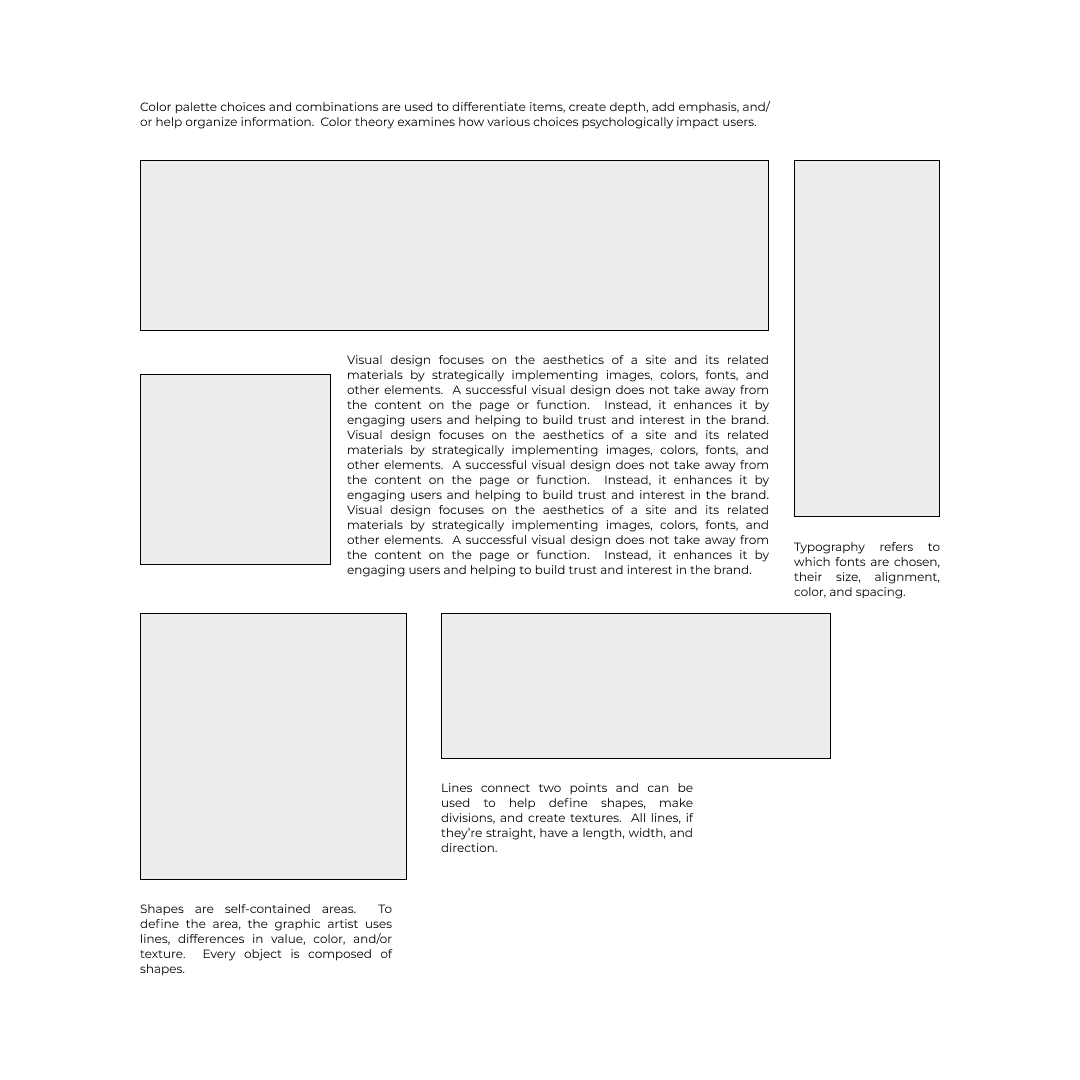 Color palette choices and combinations are used to differentiate items, create depth, add emphasis, and/
or help organize information.  Color theory examines how various choices psychologically impact users.
Visual design focuses on the aesthetics of a site and its related
materials by strategically implementing images, colors, fonts, and
other elements.  A successful visual design does not take away from
the content on the page or function.  Instead, it enhances it by
engaging users and helping to build trust and interest in the brand.
Visual design focuses on the aesthetics of a site and its related
materials by strategically implementing images, colors, fonts, and
other elements.  A successful visual design does not take away from
the content on the page or function.  Instead, it enhances it by
engaging users and helping to build trust and interest in the brand.
Visual design focuses on the aesthetics of a site and its related
materials by strategically implementing images, colors, fonts, and
other elements.  A successful visual design does not take away from
the content on the page or function.  Instead, it enhances it by
engaging users and helping to build trust and interest in the brand.
Typography refers to
which fonts are chosen,
their size, alignment,
color, and spacing.
Lines connect two points and can be
used to help define shapes, make
divisions, and create textures.  All lines, if
they’re straight, have a length, width, and
direction.
Shapes are self-contained areas.  To
define the area, the graphic artist uses
lines, differences in value, color, and/or
texture.  Every object is composed of
shapes.